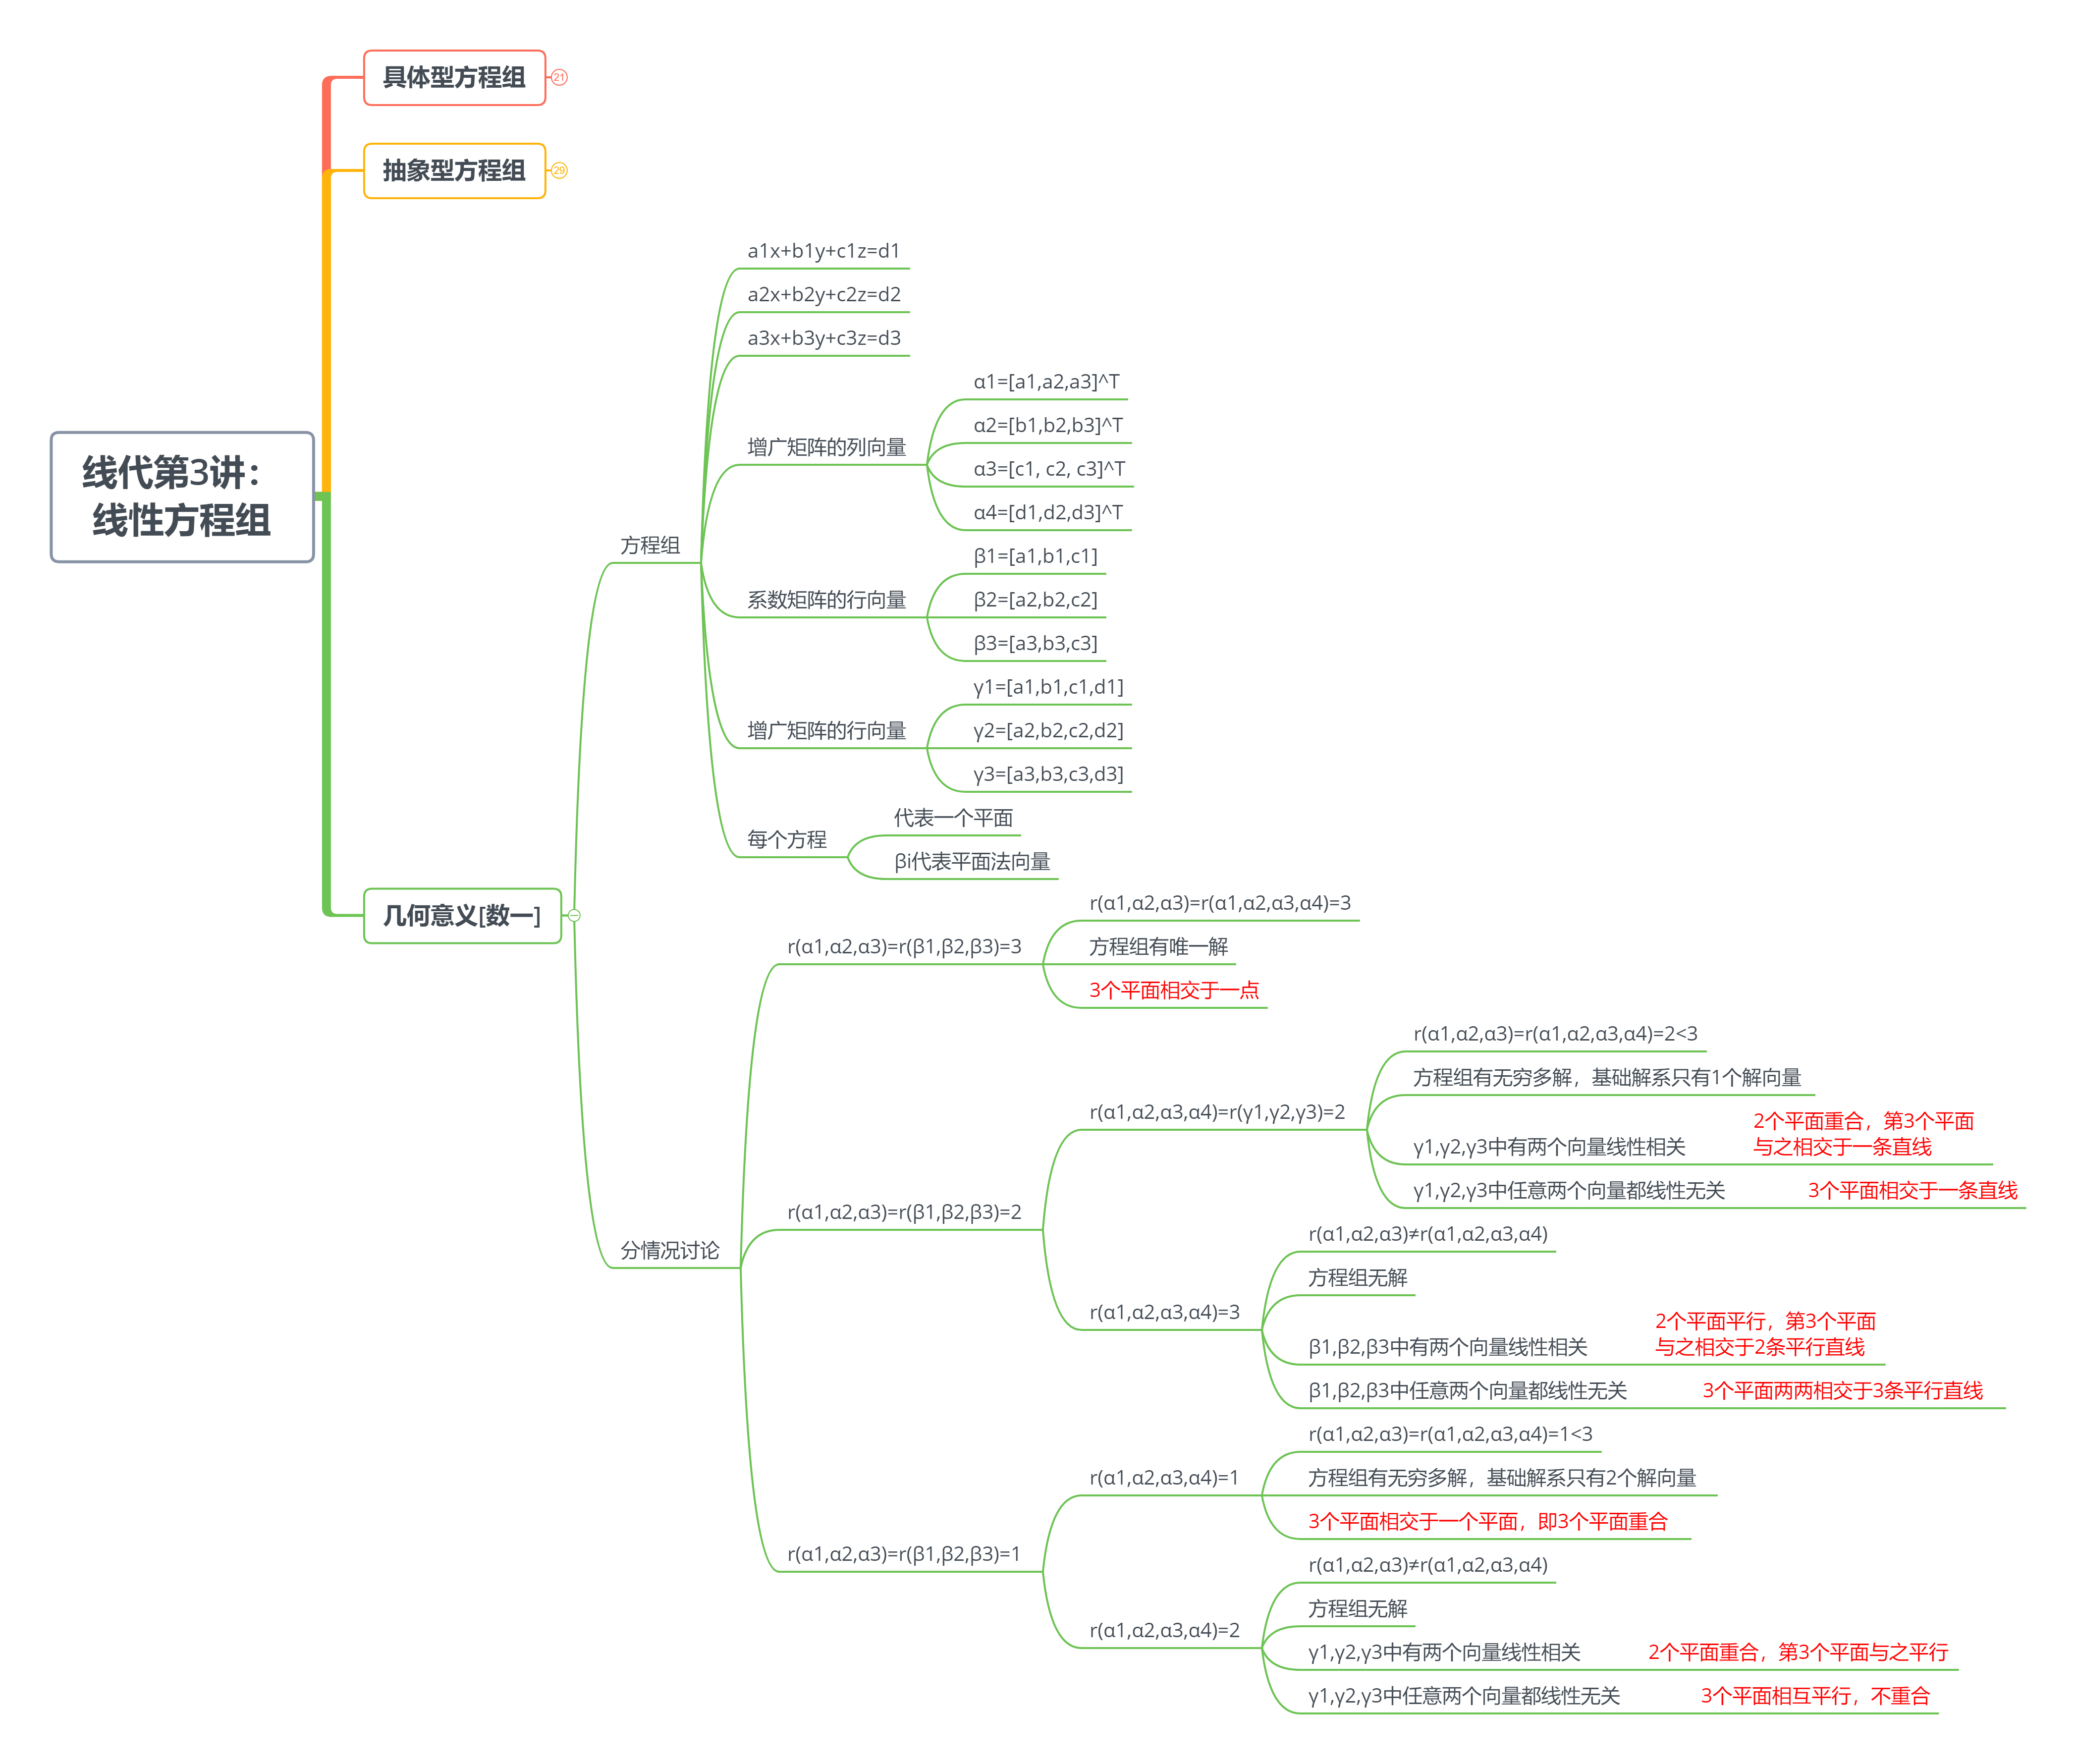 线代第3讲：
线性方程组
具体型方程组
21
抽象型方程组
29
几何意义[数一]
方程组
a1x+b1y+c1z=d1
a2x+b2y+c2z=d2
a3x+b3y+c3z=d3
增广矩阵的列向量
α1=[a1,a2,a3]^T
α2=[b1,b2,b3]^T
α3=[c1, c2, c3]^T
α4=[d1,d2,d3]^T
系数矩阵的行向量
β1=[a1,b1,c1]
β2=[a2,b2,c2]
β3=[a3,b3,c3]
增广矩阵的行向量
γ1=[a1,b1,c1,d1]
γ2=[a2,b2,c2,d2]
γ3=[a3,b3,c3,d3]
每个方程
代表一个平面
βi代表平面法向量
分情况讨论
r(α1,α2,α3)=r(β1,β2,β3)=3
r(α1,α2,α3)=r(α1,α2,α3,α4)=3
方程组有唯一解
3个平面相交于一点
r(α1,α2,α3)=r(β1,β2,β3)=2
r(α1,α2,α3,α4)=r(γ1,γ2,γ3)=2
r(α1,α2,α3)=r(α1,α2,α3,α4)=2<3
方程组有无穷多解，基础解系只有1个解向量
γ1,γ2,γ3中有两个向量线性相关
2个平面重合，第3个平面
与之相交于一条直线
γ1,γ2,γ3中任意两个向量都线性无关
3个平面相交于一条直线
r(α1,α2,α3,α4)=3
r(α1,α2,α3)≠r(α1,α2,α3,α4)
方程组无解
β1,β2,β3中有两个向量线性相关
2个平面平行，第3个平面
与之相交于2条平行直线
β1,β2,β3中任意两个向量都线性无关
3个平面两两相交于3条平行直线
r(α1,α2,α3)=r(β1,β2,β3)=1
r(α1,α2,α3,α4)=1
r(α1,α2,α3)=r(α1,α2,α3,α4)=1<3
方程组有无穷多解，基础解系只有2个解向量
3个平面相交于一个平面，即3个平面重合
r(α1,α2,α3,α4)=2
r(α1,α2,α3)≠r(α1,α2,α3,α4)
方程组无解
γ1,γ2,γ3中有两个向量线性相关
2个平面重合，第3个平面与之平行
γ1,γ2,γ3中任意两个向量都线性无关
3个平面相互平行，不重合